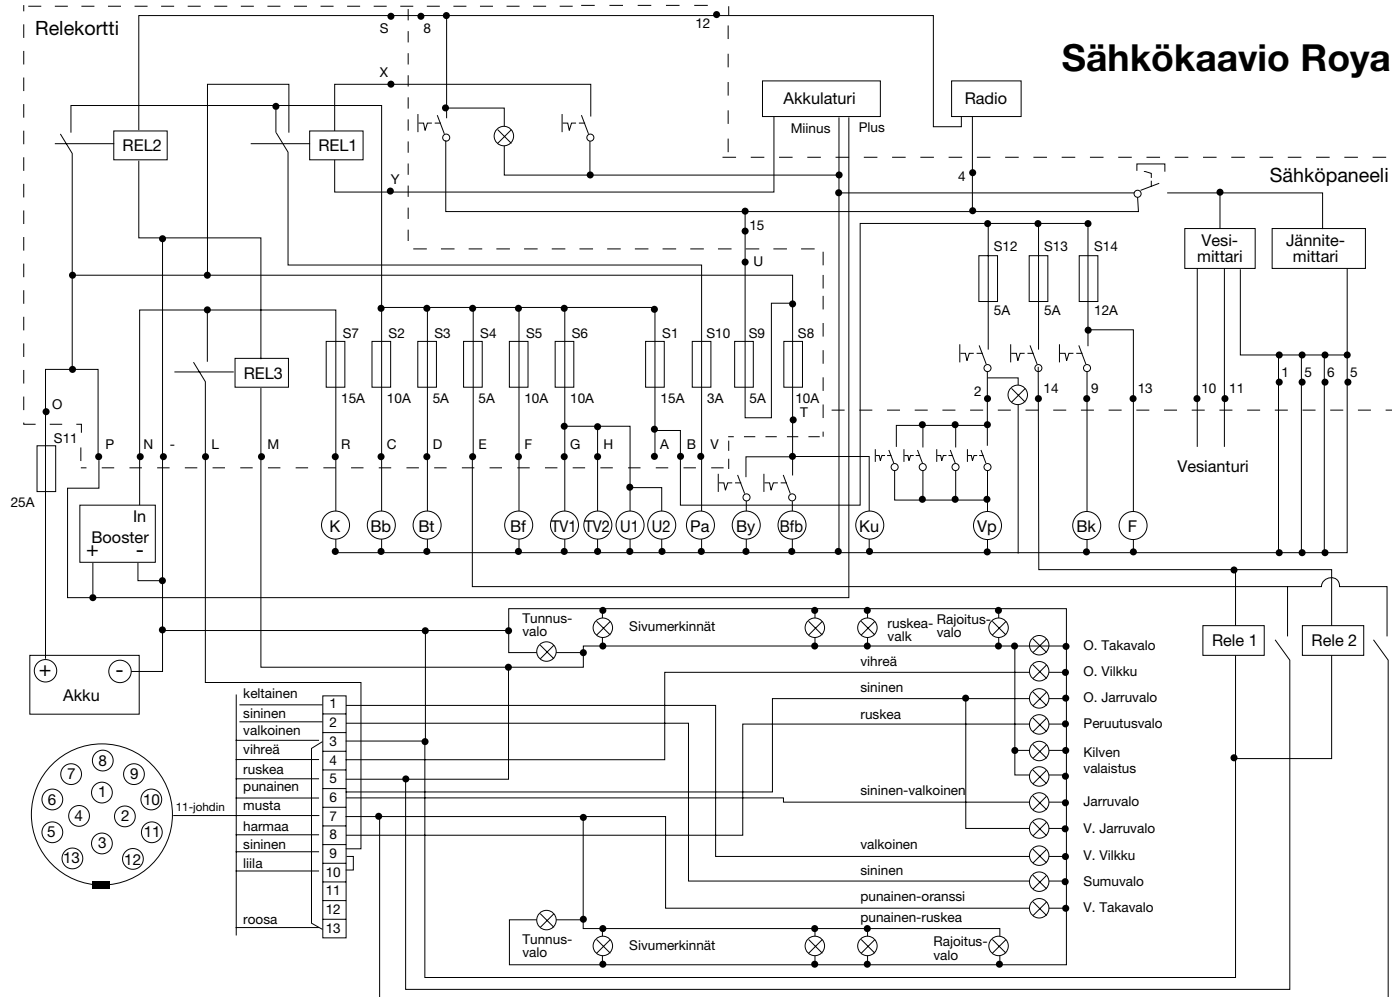 Relekortti
S
8
12
Sähkökaavio Roya
X
Akkulaturi
Radio
Miinus
Plus
REL2
REL1
Y
4
Sähköpaneeli
15
U
S12
S13
S14
Vesi-
mittari
Jännite-
mittari
5A
5A
12A
S7
S2
S3
S4
S5
S6
S1
S10
S9
S8
REL3
15A
10A
5A
5A
10A
10A
15A
3A
5A
10A
1
5
6
5
2
14
9
13
10
11
O
T
S11
P
N
-
L
M
R
C
D
E
F
G
H
A
B
V
Vesianturi
25A
In
Booster
+
-
K
Bb
Bt
Bf
TV1
TV2
U1
U2
Pa
By
Bfb
Ku
Vp
Bk
F
Tunnus-
valo
Sivumerkinnät
ruskea-
valk
Rajoitus-
valo
Rele 1
Rele 2
O. Takavalo
+
-
Akku
vihreä
O. Vilkku
keltainen
1
sininen
O. Jarruvalo
sininen
2
ruskea
Peruutusvalo
valkoinen
3
vihreä
4
Kilven
valaistus
ruskea
5
punainen
6
sininen-valkoinen
Jarruvalo
11-johdin
musta
7
harmaa
8
V. Jarruvalo
sininen
9
valkoinen
V. Vilkku
liila
10
sininen
Sumuvalo
11
punainen-oranssi
V. Takavalo
12
punainen-ruskea
roosa
13
8
7
9
1
6
10
4
2
5
11
3
13
12
Tunnus-
valo
Sivumerkinnät
Rajoitus-
valo